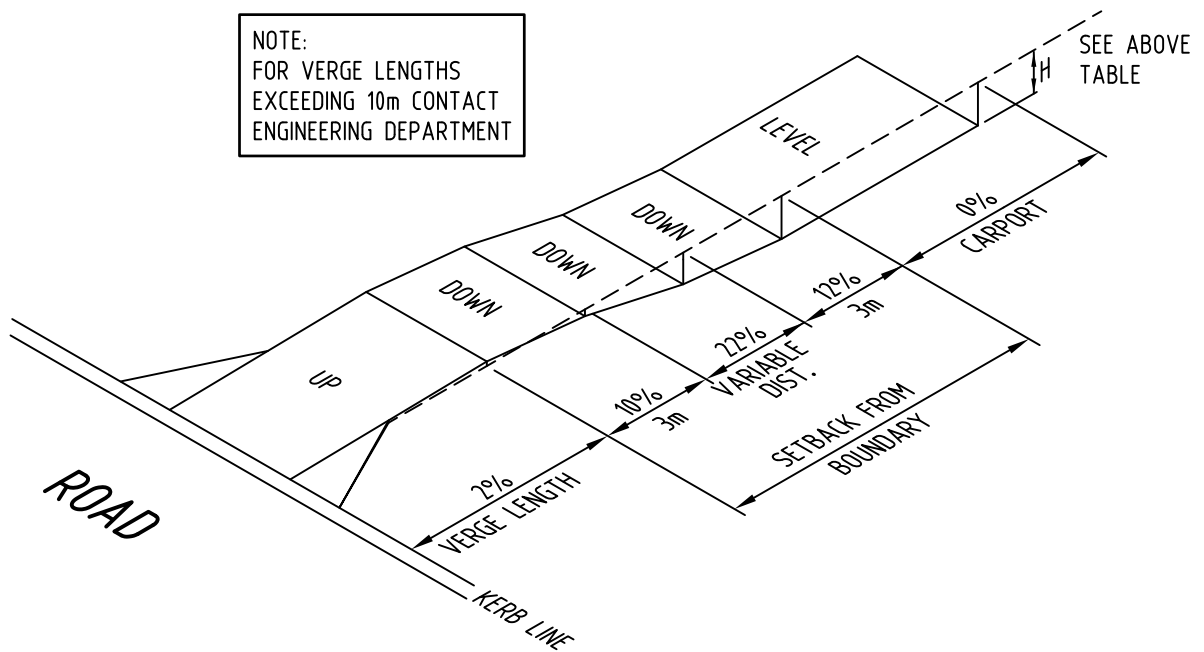 NOTE:
FOR VERGE LENGTHS
EXCEEDING 10m CONTACT
ENGINEERING DEPARTMENT
SEE ABOVE
TABLE
H
LEVEL
DOWN
DOWN
DOWN
UP
0%
CARPORT
12%
3m
22%
VARIABLE
DIST.
10%
3m
2%
VERGE LENGTH
SETBACK FROM
BOUNDARY
ROAD
KERB LINE